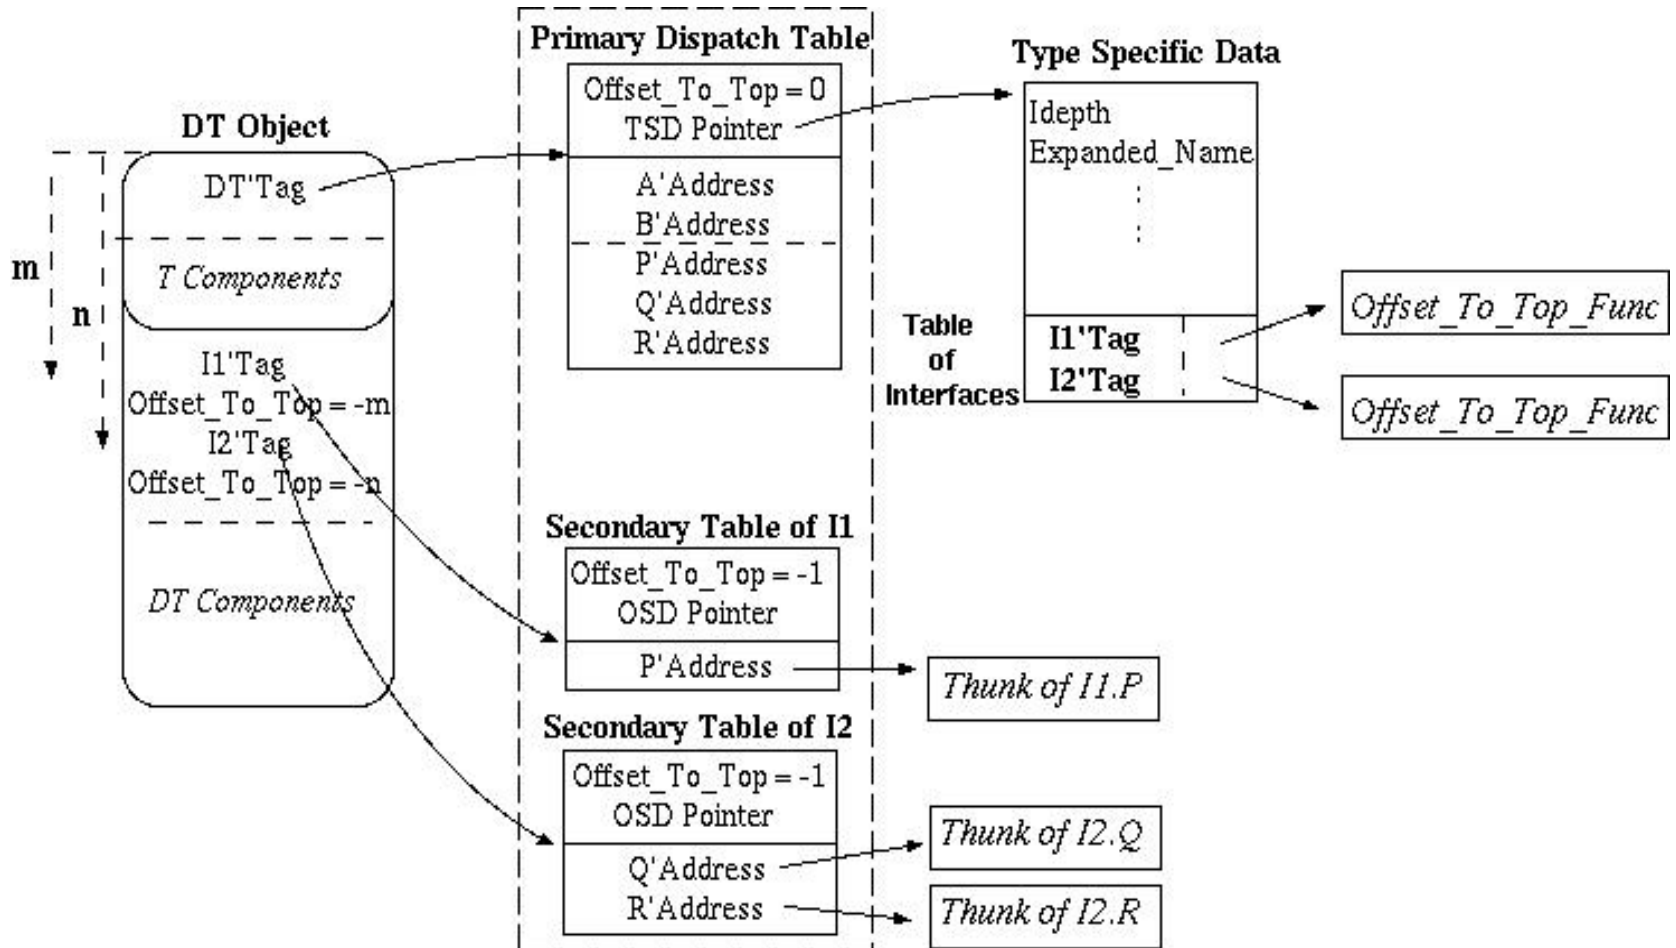 DT Object
DT'Tag
T Components
m
n
I1'Tag
Offset_To_Top = -m
I2'Tag
Offset_To_Top = -n
DT Components
Primary Dispatch Table
Offset_To_Top = 0
TSD Pointer
A'Address
B'Address
P'Address
Q'Address
R'Address
Secondary Table of I1
Offset_To_Top = -1
OSD Pointer
P'Address
Secondary Table of I2
Offset_To_Top = -1
OSD Pointer
Q'Address
R'Address
Type Specific Data
Idepth
Expanded_Name
Table
of
Interfaces
I1'Tag
I2'Tag
Offset_To_Top_Func
Offset_To_Top_Func
Thunk of I1.P
Thunk of I2.Q
Thunk of I2.R